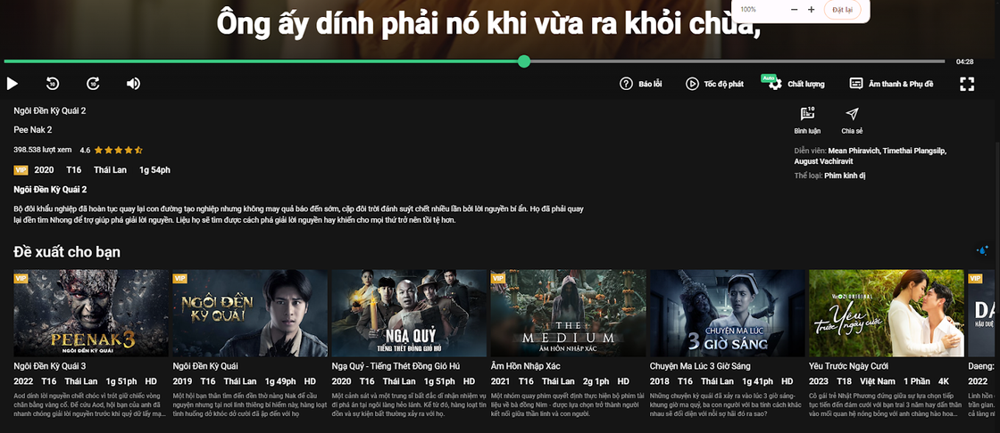 Ông ấy dính phải nó khi vừa ra khỏi chùa,
100%
Đặt lại
04:28
10
10
Báo lỗi
Tốc độ phát
Auto
Chất lượng
Âm thanh & Phụ đề
Ngôi Đền Kỳ Quái 2
Pee Nak 2
398.538 lượt xem 4.6
VIP 2020 T16 Thái Lan 1g 54ph
Ngôi Đền Kỳ Quái 2
Bộ đôi khẩu nghiệp đã hoàn tục quay lại con đường tạo nghiệp nhưng không may quả báo đến sớm, cặp đôi trời đánh suýt chết nhiều lần bởi lời nguyền bí ẩn. Họ đã phải quay
lại đền tìm Nhong để trợ giúp phá giải lời nguyền. Liệu họ sẽ tìm được cách phá giải lời nguyền hay khiến cho mọi thứ trở nên tồi tệ hơn.
10
Bình luận
Chia sẻ
Diễn viên: Mean Phiravich, Timethai Plangsilp,
August Vachiravit
Thể loại: Phim kinh dị
Đề xuất cho bạn
VIP
PEENAK3
NGÔI ĐỀN KỲ QUÁI
Ngôi Đền Kỳ Quái 3
2022 T16 Thái Lan 1g 51ph HD
Aod dính lời nguyền chết chóc vì trót giữ chiếc vòng
chân bằng vàng cổ. Để cứu Aod, hội bạn của anh đã
nhanh chóng giải lời nguyền trước khi quỷ dữ lấy mạ...
VIP
NGÔI ĐỀN
KỲ QUÁI
Ngôi Đền Kỳ Quái
2019 T16 Thái Lan 1g 49ph HD
Một hội bạn thân tìm đến đền thờ nàng Nak để cầu
nguyện nhưng tại nơi linh thiêng bí hiểm này, hàng loạt
tình huống dở khóc dở cười đã ập đến với họ
NGẠ QUỶ
TIẾNG THÉT ĐỒNG GIÓ HÚ
Ngạ Quỷ - Tiếng Thét Đồng Gió Hú
2020 T16 Thái Lan 1g 51ph HD
Một cảnh sát và một trung sĩ bất đắc dĩ nhận nhiệm vụ
đi phá án tại ngôi làng hẻo lánh. Kể từ đó, hàng loạt tin
đồn và sự kiện bất thường xảy ra với họ.
VIP
THE
MEDIUM
ÂM HỒN NHẬP XÁC
Âm Hồn Nhập Xác
2021 T16 Thái Lan 2g 1ph HD
Một nhóm quay phim quyết định thực hiện bộ phim tài
liệu về bà đồng Nim - được lựa chọn trở thành người
kết nối giữa thần linh và con người.
CHUYỆN MA LÚC
3 GIỜ SÁNG
Chuyện Ma Lúc 3 Giờ Sáng
2018 T16 Thái Lan 1g 41ph HD
Những chuyện kỳ quái đã xảy ra vào lúc 3 giờ sáng-
khung giờ ma quỷ, ba con người với ba tính cách khác
nhau sẽ đối diện với nỗi sợ hãi đó ra sao?
ORIGINAL
Yêu
Trước Ngày Cưới
Yêu Trước Ngày Cưới
2023 T18 Việt Nam 1 Phần 4K
Cô gái trẻ Nhật Phương đứng giữa sự lựa chọn tiếp
tục tiến đến đám cưới với bạn trai 3 năm hay dấn thân
vào mối quan hệ nóng bỏng với anh chàng hào hoa...
VIP
Daeng:
2022
Linh hồn
trần gian.
cả làng n